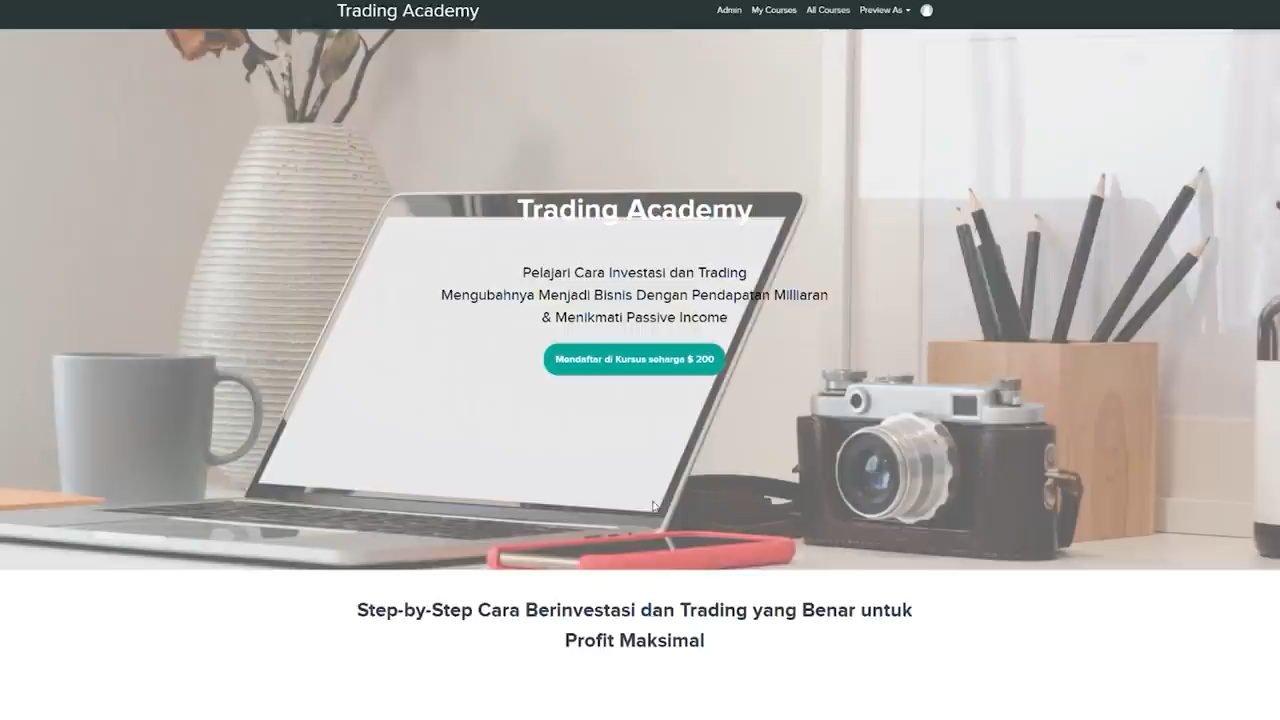 Trading Academy
Admin My Courses All Courses Preview As
Trading Academy
Pelajari Cara Investasi dan Trading
Mengubahnya Menjadi Bisnis Dengan Pendapatan Milliaran
& Menikmati Passive Income
Mendaftar di Kursus seharga $ 200
Step-by-Step Cara Berinvestasi dan Trading yang Benar untuk
Profit Maksimal